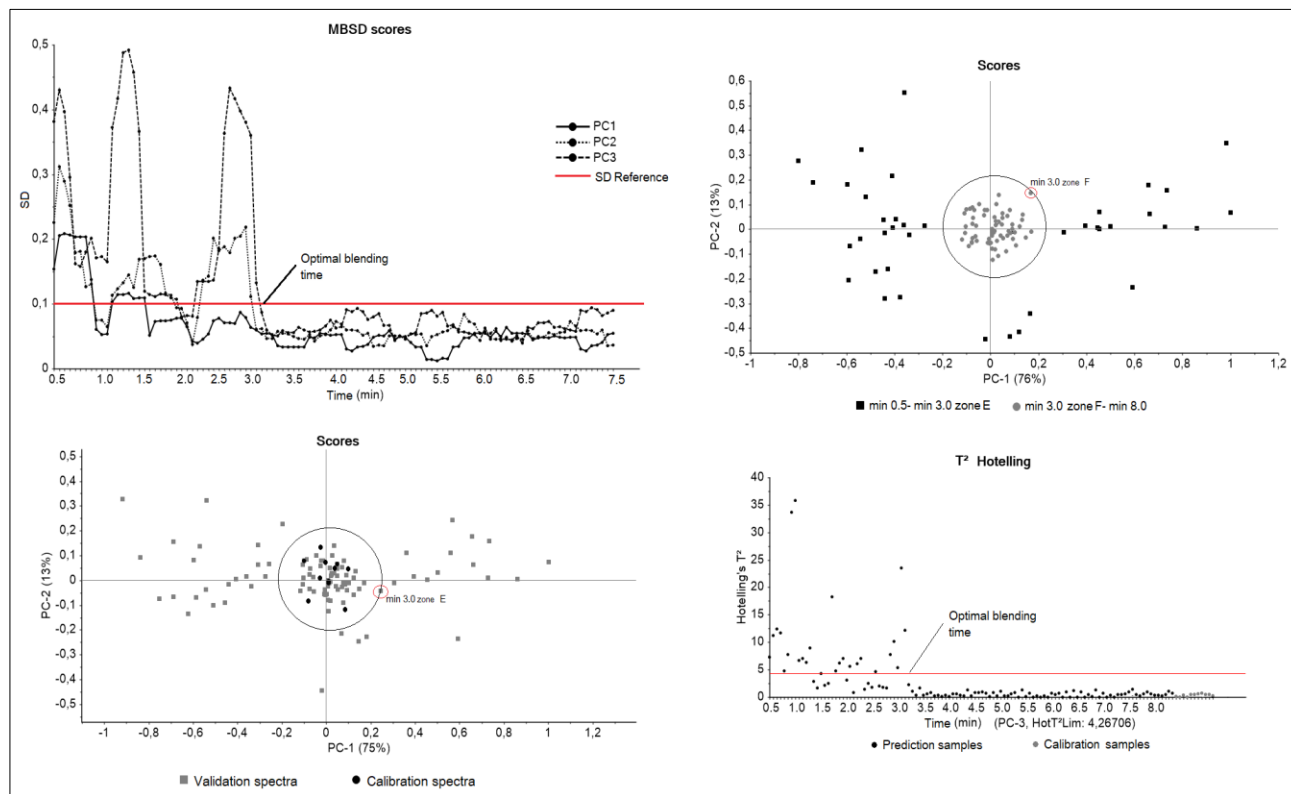 MBSD scores
0,5
0,4
0,3
0,2
0,1
0
SD
PC1
PC2
PC3
SD Reference
Optimal blending
time
0.5 1.0 1.5 2.0 2.5 3.0 3.5 4.0 4.5 5.0 5.5 6.0 6.5 7.0 7.5
Time (min)
Scores
0,6
0,5
0,4
0,3
0,2
0,1
0
-0,1
-0,2
-0,3
-0,4
-0,5
PC-2 (13%)
min 3.0 zone F
-1 -0,8 -0,6 -0,4 -0,2 0 0,2 0,4 0,6 0,8 1 1,2
PC-1 (76%)
min 0.5- min 3.0 zone E min 3.0 zone F- min 8.0
Scores
0,5
0,4
0,3
0,2
0,1
0
-0,1
-0,2
-0,3
-0,4
-0,5
PC-2 (13%)
min 3.0 zone E
-1 -0,8 -0,6 -0,4 -0,2 0 0,2 0,4 0,6 0,8 1 1,2
PC-1 (75%)
Validation spectra Calibration spectra
T² Hotelling
40
35
30
25
20
15
10
5
0
Hotelling's T²
Optimal blending
time
0.5 1.0 1.5 2.0 2.5 3.0 3.5 4.0 4.5 5.0 5.5 6.0 6.5 7.0 7.5 8.0
Time (min) (PC-3, HotT²Lim: 4,26706)
Prediction samples Calibration samples